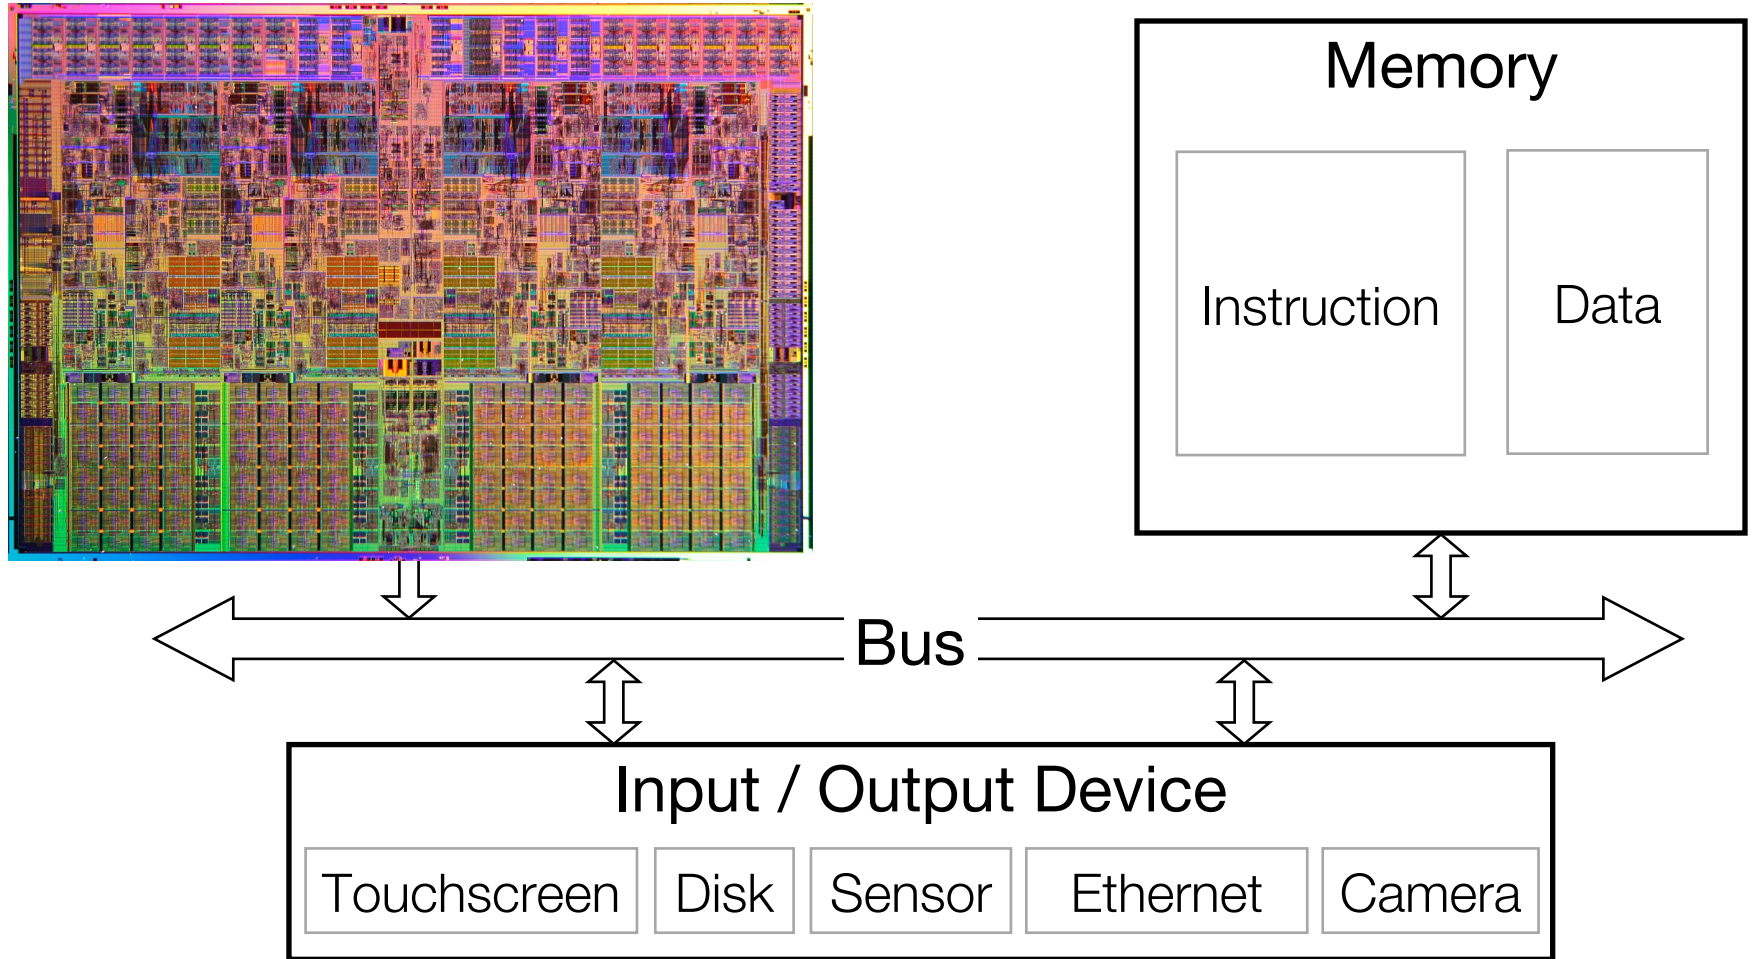 Memory
Instruction
Data
Bus
Input / Output Device
Touchscreen
Disk
Sensor
Ethernet
Camera